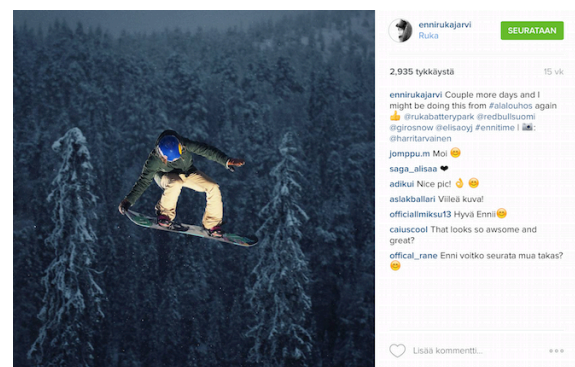 ennirukajarvi
Ruka
SEURATAAN
2,935 tykkäystä
15 vk
ennirukajarvi Couple more days and I
might be doing this from #alalouhos again
👍 @rukabatterypark @redbullsuomi
@girosnow @elisaoyj #ennitime | 📷:
@harritarvainen
jomppu.m Moi 😊
saga_alisaa ❤
adikui Nice pic! 👌 😊
aslakballari Viileä kuva!
officiallmiksu13 Hyvä Ennii😊
caiuscool That looks so awsome and
great?
offical_rane Enni voitko seurata mua takas?
😊
Lisää kommentti...